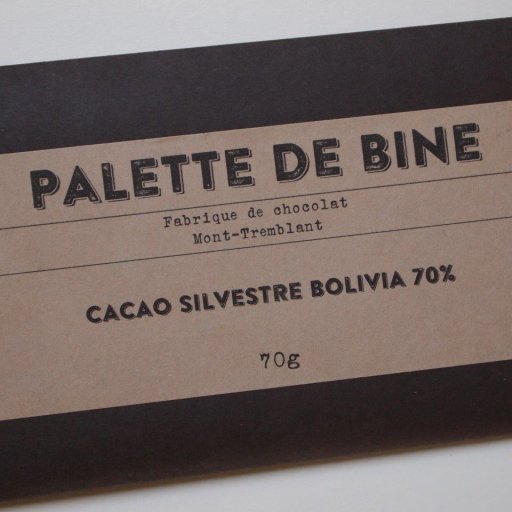 PALETTE DE BINE
Fabrique de chocolat
Mont-Tremblant
CACAO SILVESTRE BOLIVIA 70%
70g